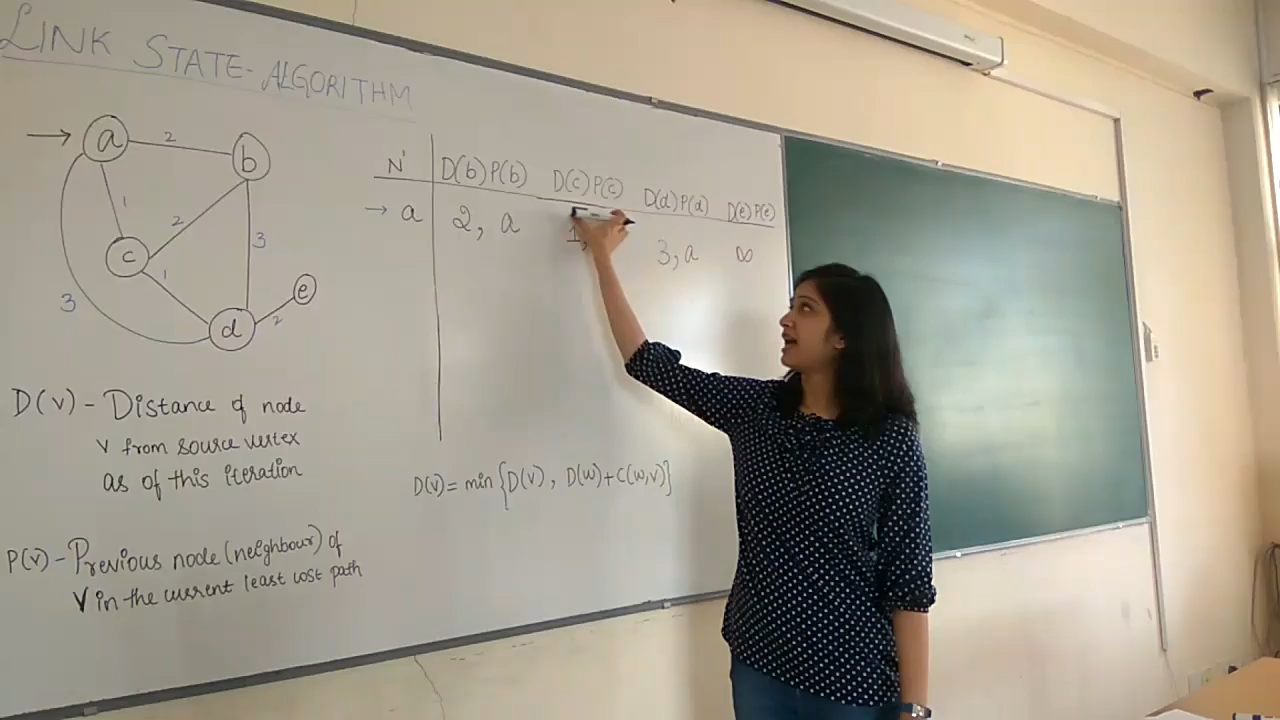 LINK STATE-ALGORITHM
a
2
b
1
2
3
c
1
e
3
d
2
N' D(b)P(b) D(c)P(c) D(d)P(d) D(e)P(e)
→ a 2, a 1, 3, a ∞
D(v) - Distance of node
v from source vertex
as of this iteration
D(v) = min {D(v), D(w)+C(w,v)}
P(v) - Previous node (neighbour) of
v in the current least cost path